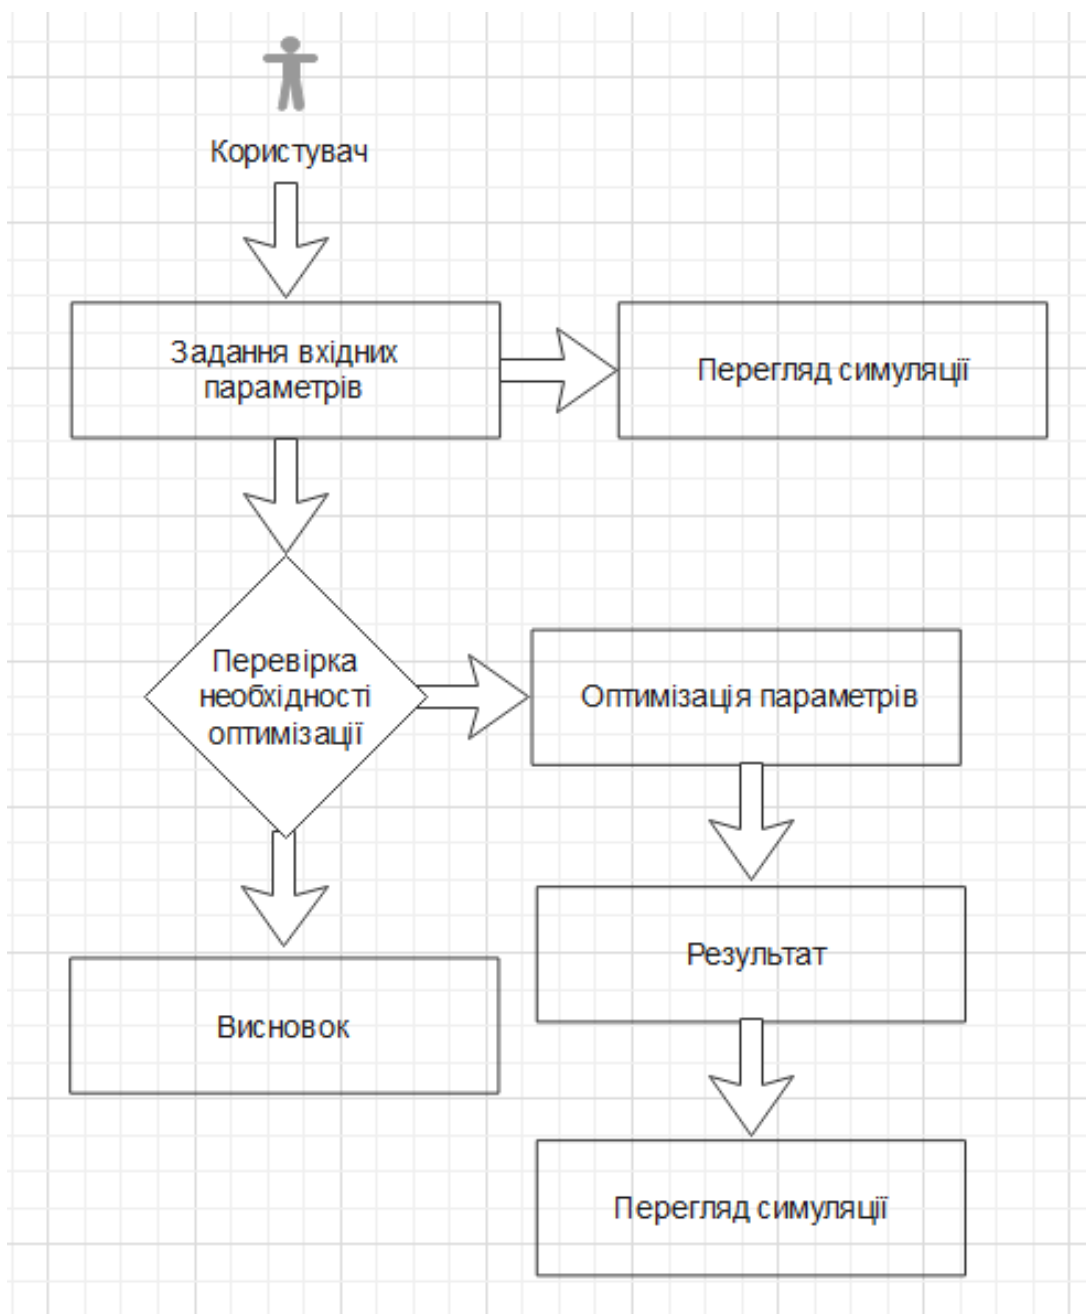 Користувач
Задання вхідних
параметрів
Перегляд симуляції
Перевірка
необхідності
оптимізації
Оптимізація параметрів
Результат
Висновок
Перегляд симуляції